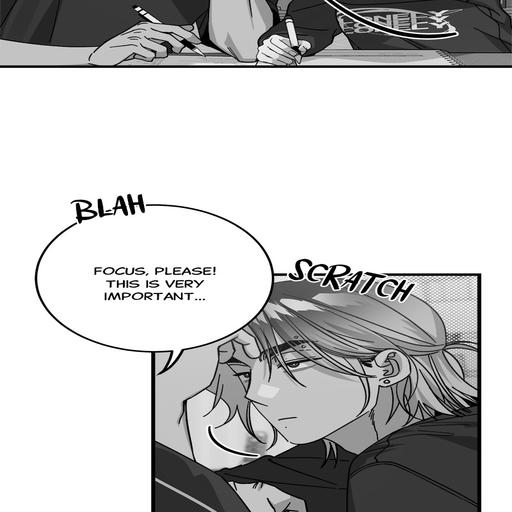 BLAH
FOCUS, PLEASE!
THIS IS VERY
IMPORTANT...
SCRATCH